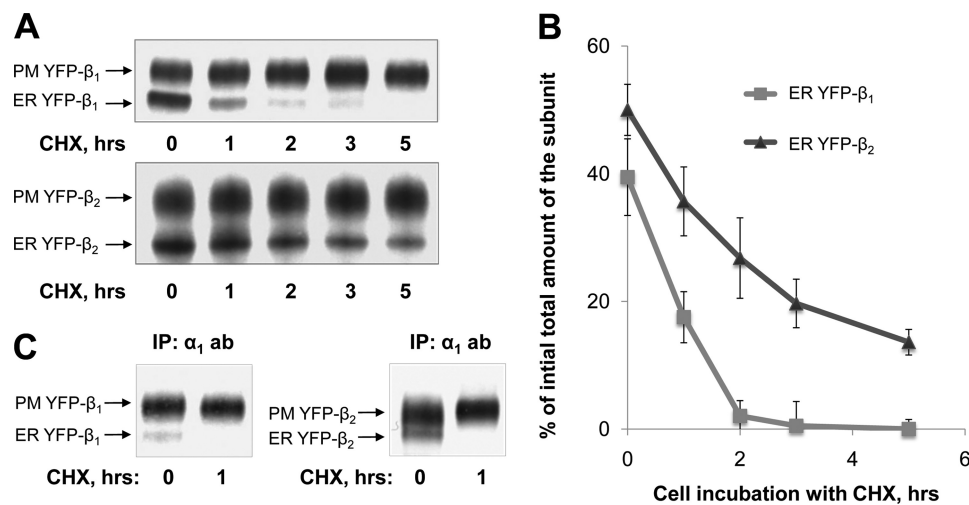 A
PM YFP-β₁
ER YFP-β₁
CHX, hrs 0 1 2 3 5
PM YFP-β₂
ER YFP-β₂
CHX, hrs 0 1 2 3 5
B
60
40
20
0
0 2 4 6
% of intial total amount of the subunit
Cell incubation with CHX, hrs
ER YFP-β₁
ER YFP-β₂
C
IP: α₁ ab
PM YFP-β₁
ER YFP-β₁
CHX, hrs: 0 1
IP: α₁ ab
PM YFP-β₂
ER YFP-β₂
CHX, hrs: 0 1